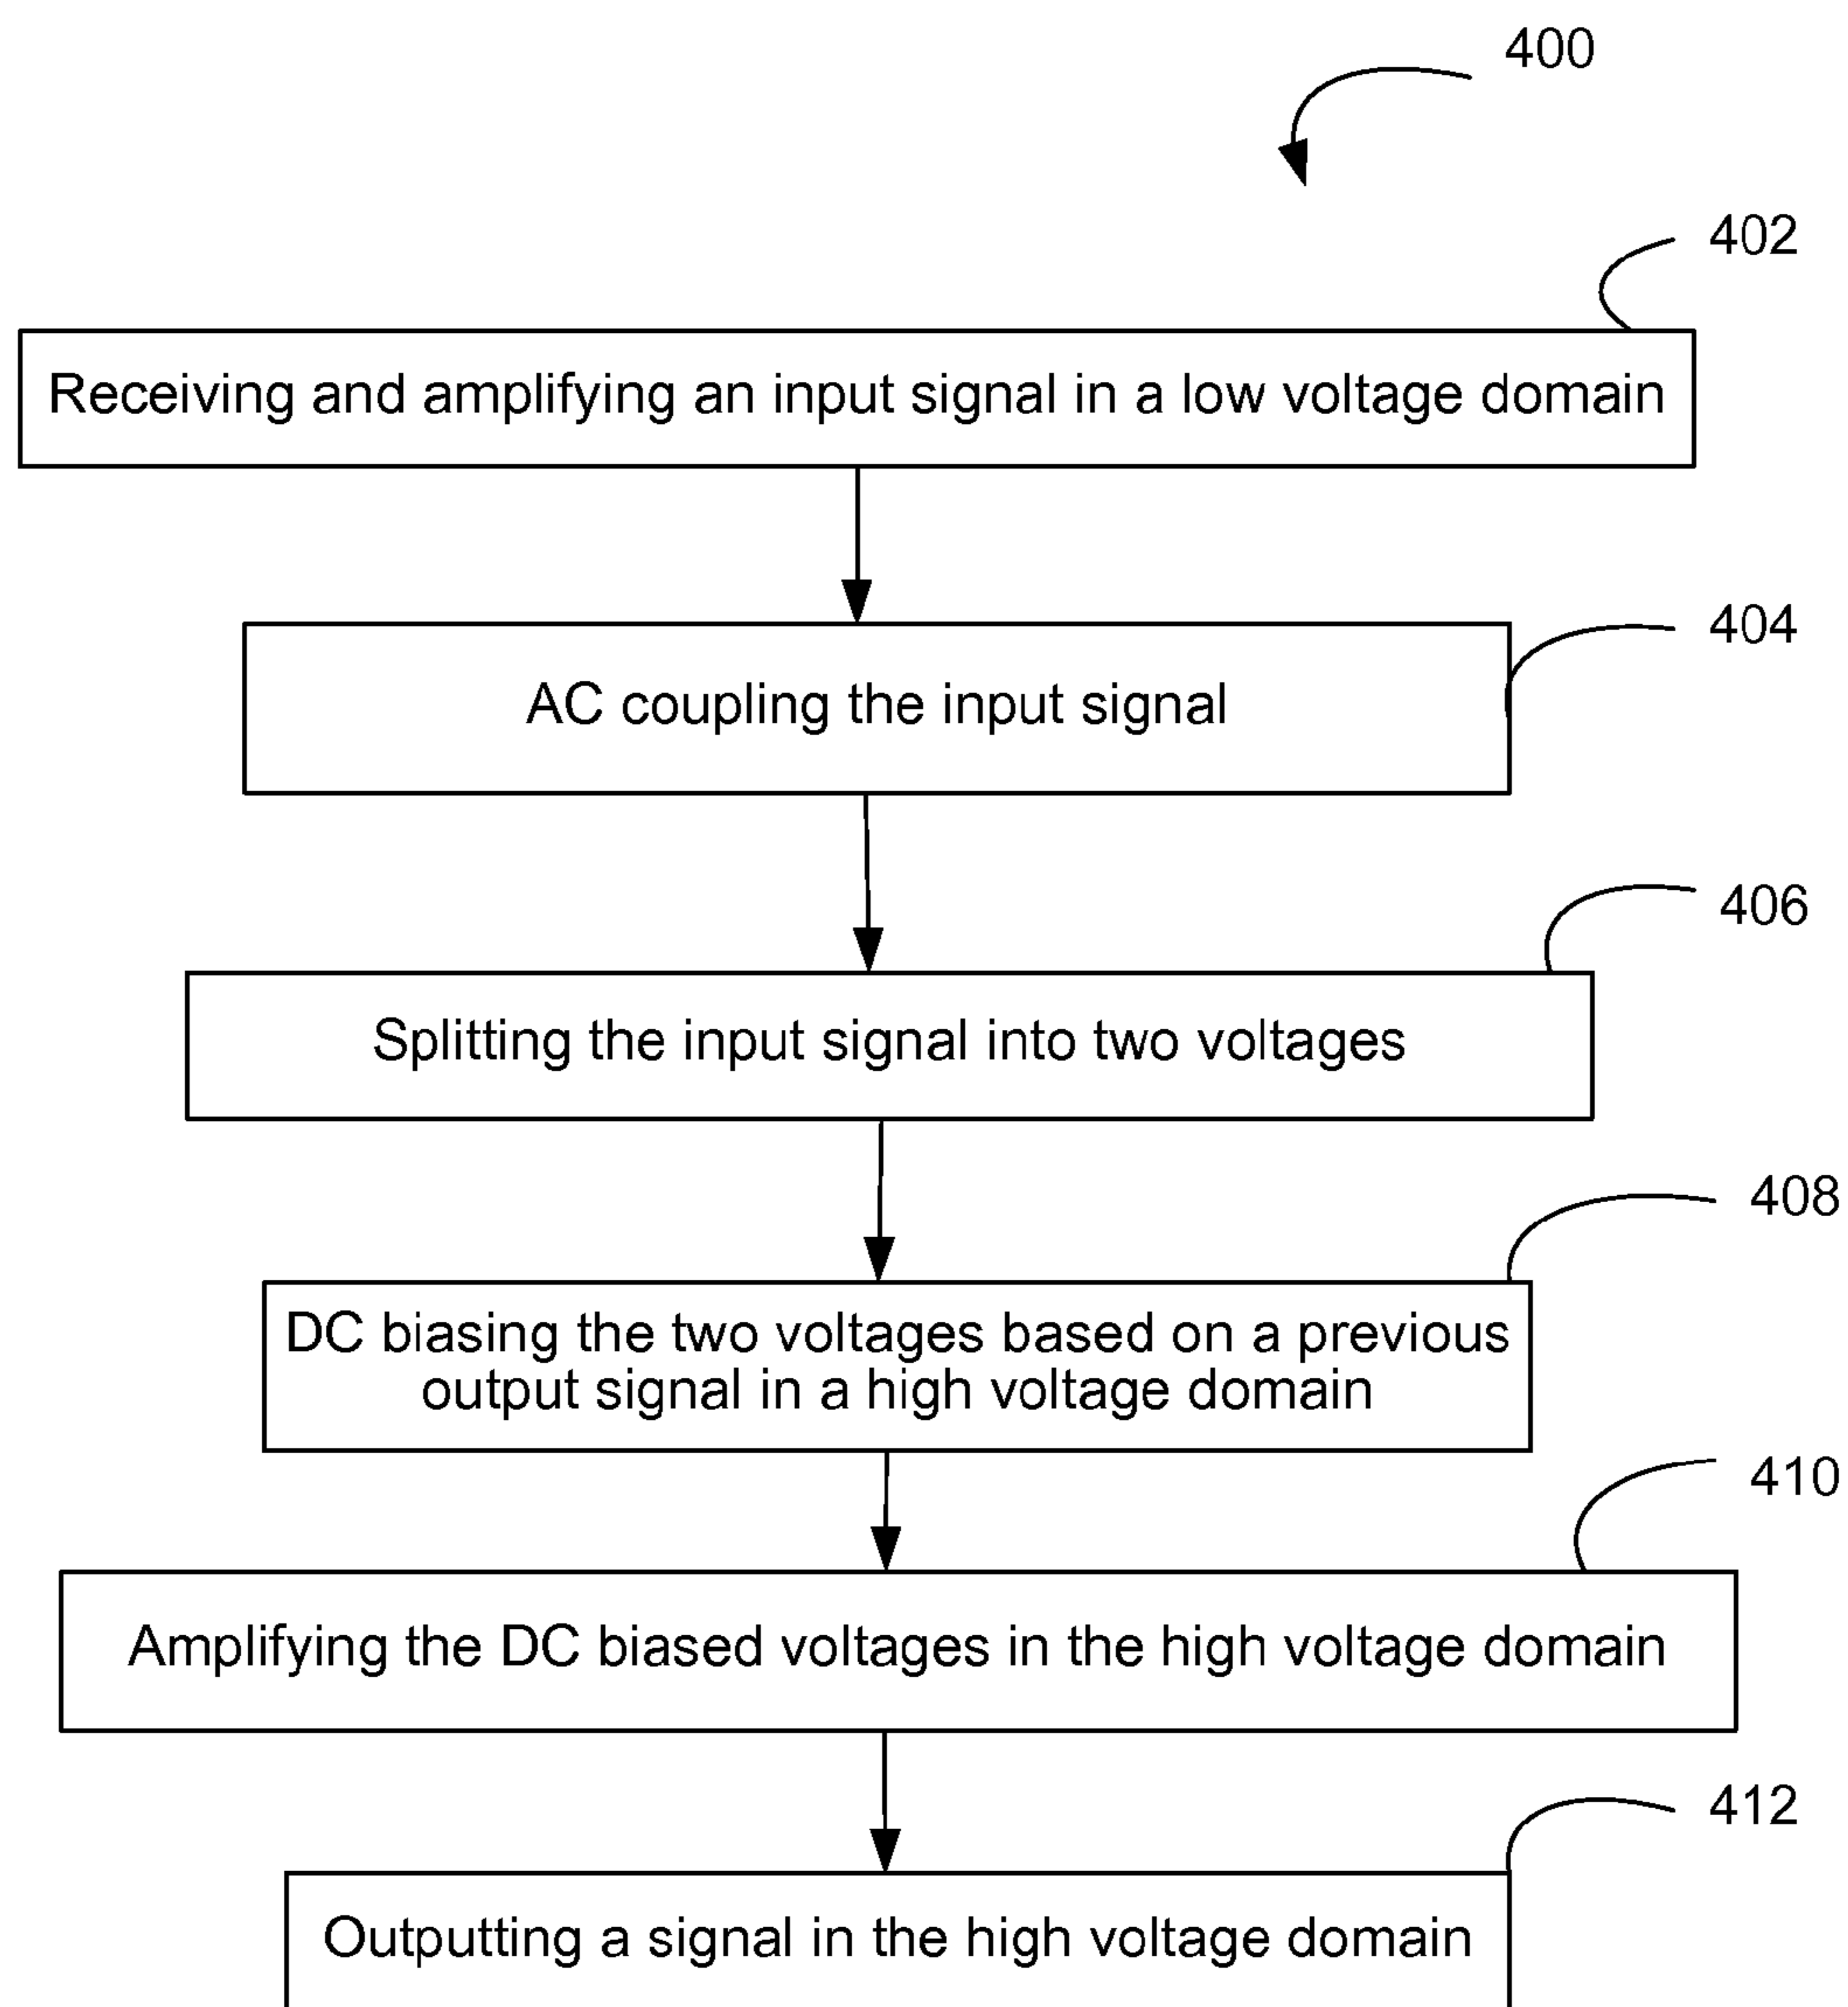 400
402
Receiving and amplifying an input signal in a low voltage domain
404
AC coupling the input signal
406
Splitting the input signal into two voltages
408
DC biasing the two voltages based on a previous
output signal in a high voltage domain
410
Amplifying the DC biased voltages in the high voltage domain
412
Outputting a signal in the high voltage domain